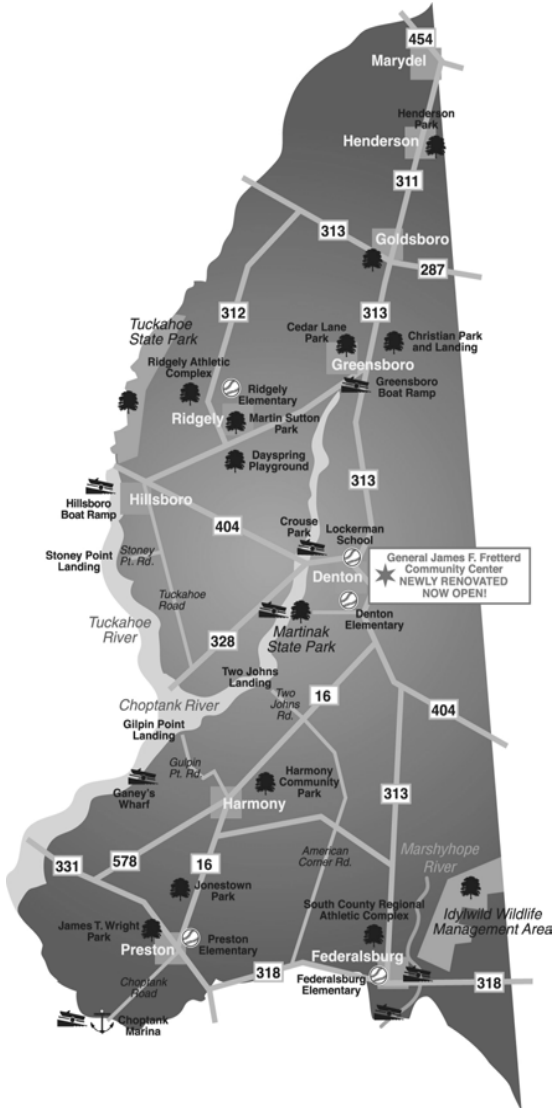 454
Marydel
Henderson
Park
Henderson
311
313
Goldsboro
287
312
313
Tuckahoe
State Park
Cedar Lane
Park
Christian Park
and Landing
Ridgely Athletic
Complex
Greensboro
Ridgely
Elementary
Greensboro
Boat Ramp
Ridgely
Martin Sutton
Park
Dayspring
Playground
313
Hillsboro
Hillsboro
Boat Ramp
404
Crouse
Park
Lockerman
School
Stoney Point
Landing
Stoney
Pt. Rd.
General James F. Fretterd
Community Center
NEWLY RENOVATED
NOW OPEN!
Denton
Tuckahoe
Road
Tuckahoe
River
Denton
Elementary
328
Martinak
State Park
Two Johns
Landing
Two
Johns
Rd.
16
Choptank River
404
Gilpin Point
Landing
Gulpin
Pt. Rd.
Harmony
Community
Park
Ganey's
Wharf
313
Harmony
331
578
16
American
Corner Rd.
Marshyhope
River
Jonestown
Park
South County Regional
Athletic Complex
Idylwild Wildlife
Management Area
James T. Wright
Park
Preston
Preston
Elementary
Federalsburg
318
Federalsburg
Elementary
318
Choptank
Road
Choptank
Marina